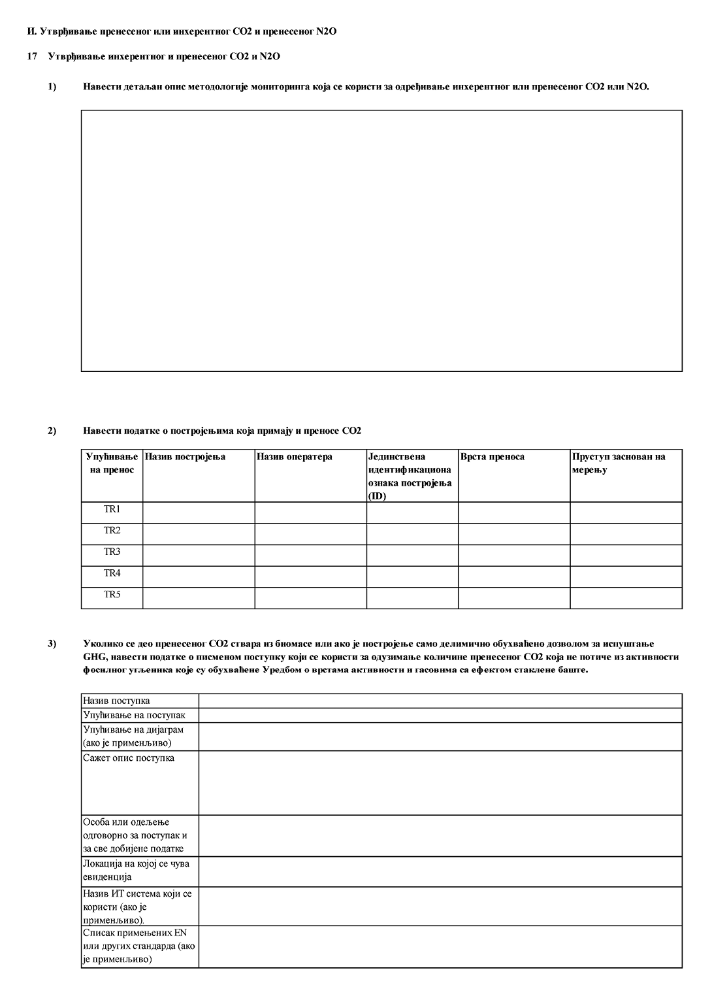 И. Утврђивање пренесеног или инхерентног CO2 и пренесеног N2O
17 Утврђивање инхерентног и пренесеног CO2 и N2O
1) Навести детаљан опис методологије мониторинга која се користи за одређивање инхерентног или пренесеног CO2 или N2O.
2) Навести податке о постројењима која примају и преносе CO2
Упућивање на пренос
Назив постројења
Назив оператера
Јединствена идентификациона ознака постројења (ID)
Врста преноса
Пруступ заснован на мерењу
TR1
TR2
TR3
TR4
TR5
3) Уколико се део пренесеног CO2 ствара из биомасе или ако је постројење само делимично обухваћено дозволом за испуштање
GHG, навести податке о писменом поступку који се користи за одузимање количине пренесеног CO2 која не потиче из активности
фосилног угљеника које су обухваћене Уредбом о врстама активности и гасовима са ефектом стаклене баште.
Назив поступка
Упућивање на поступак
Упућивање на дијаграм
(ако је применљиво)
Сажет опис поступка
Особа или одељење
одговорно за поступак и
за све добијене податке
Локација на којој се чува
евиденција
Назив ИТ система који се
користи (ако је
применљиво).
Списак примењених EN
или других стандарда (ако
је применљиво)